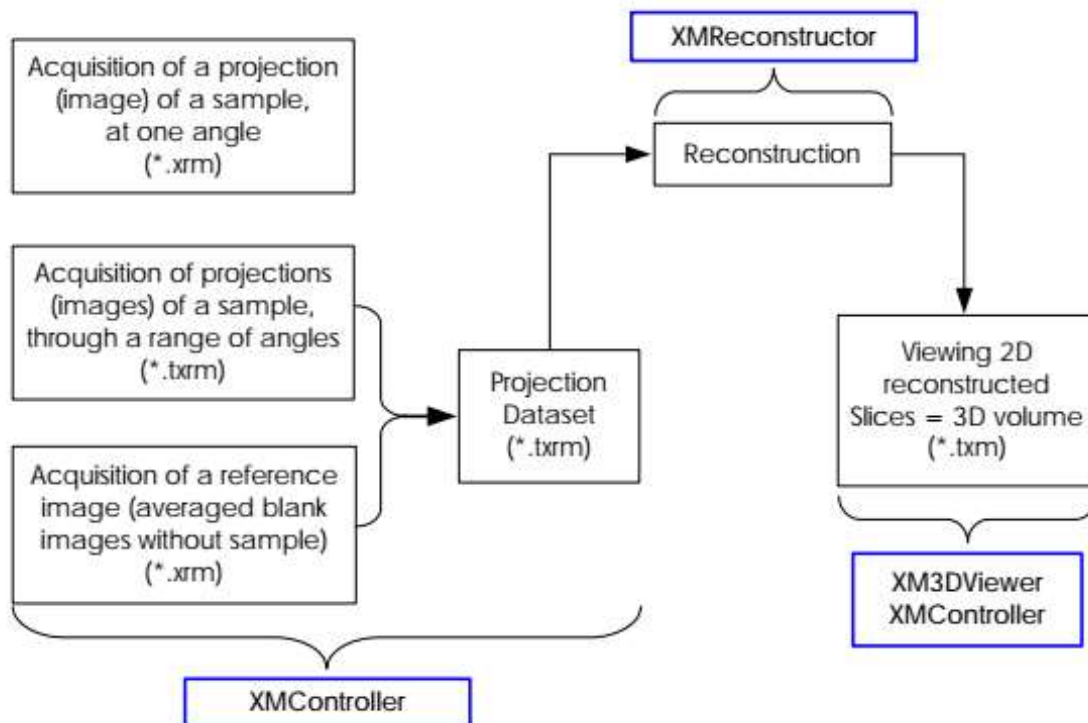 XMReconstructor
Acquisition of a projection
(image) of a sample,
at one angle
(*.xrm)
Reconstruction
Acquisition of projections
(images) of a sample,
through a range of angles
(*.txrm)
Projection
Dataset
(*.txrm)
Viewing 2D
reconstructed
Slices = 3D volume
(*.txm)
Acquisition of a reference
image (averaged blank
images without sample)
(*.xrm)
XM3DViewer
XMController
XMController